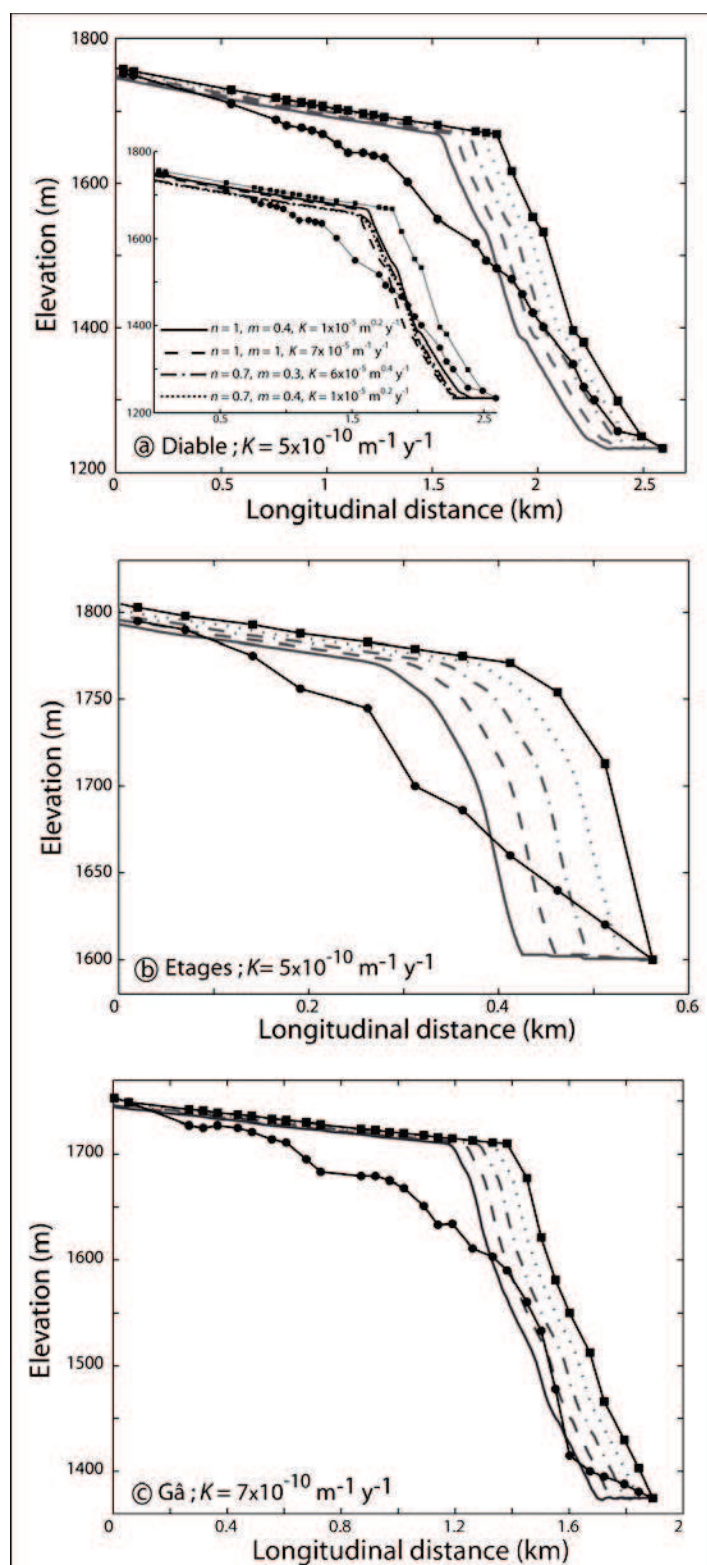 1800
1600
1400
1200
Elevation (m)
1800
1600
1400
1200
0.5
1.5
2.5
n = 1, m = 0.4, K = 1x10⁻⁵ m⁰·² y⁻¹
n = 1, m = 1, K = 7x 10⁻⁵ m⁻¹ y⁻¹
n = 0.7, m = 0.3, K = 6x10⁻⁵ m⁰·⁴ y⁻¹
n = 0.7, m = 0.4, K = 1x10⁻⁵ m⁰·² y⁻¹
ⓐ Diable ; K = 5x10⁻¹⁰ m⁻¹ y⁻¹
0 0.5 1 1.5 2 2.5
Longitudinal distance (km)
1800
1750
1700
1650
1600
Elevation (m)
ⓑ Etages ; K= 5x10⁻¹⁰ m⁻¹ y⁻¹
0 0.2 0.4 0.6
Longitudinal distance (km)
1700
1600
1500
1400
Elevation (m)
ⓒ Gâ ; K= 7x10⁻¹⁰ m⁻¹ y⁻¹
0 0.4 0.8 1.2 1.6 2
Longitudinal distance (km)